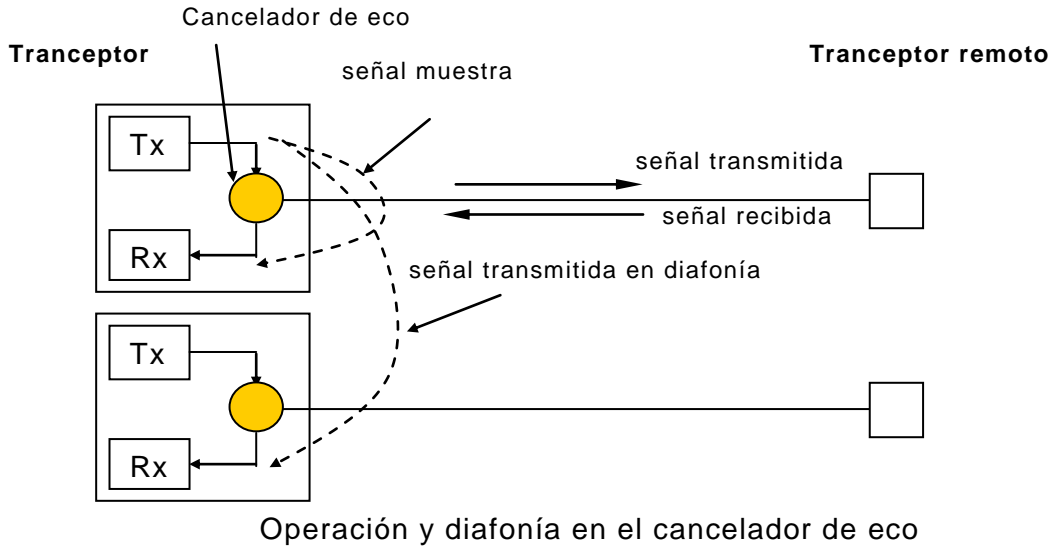 Cancelador de eco
Tranceptor
Tranceptor remoto
señal muestra
Tx
señal transmitida
señal recibida
Rx
señal transmitida en diafonía
Tx
Rx
Operación y diafonía en el cancelador de eco